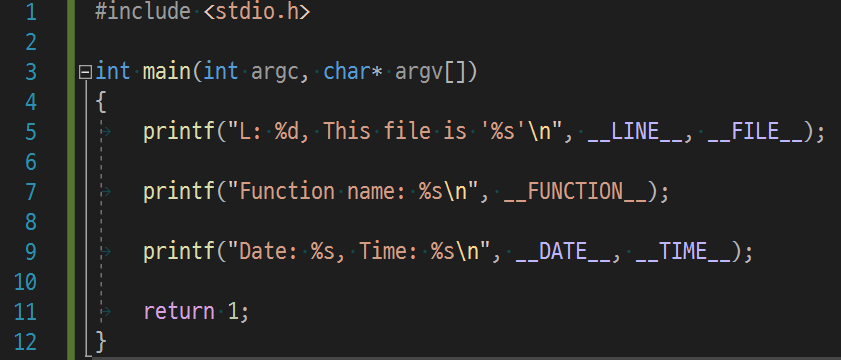 1 #include <stdio.h>
2
3 int main(int argc, char* argv[])
4 {
5 printf("L: %d, This file is '%s'\n", __LINE__, __FILE__);
6
7 printf("Function name: %s\n", __FUNCTION__);
8
9 printf("Date: %s, Time: %s\n", __DATE__, __TIME__);
10
11 return 1;
12 }